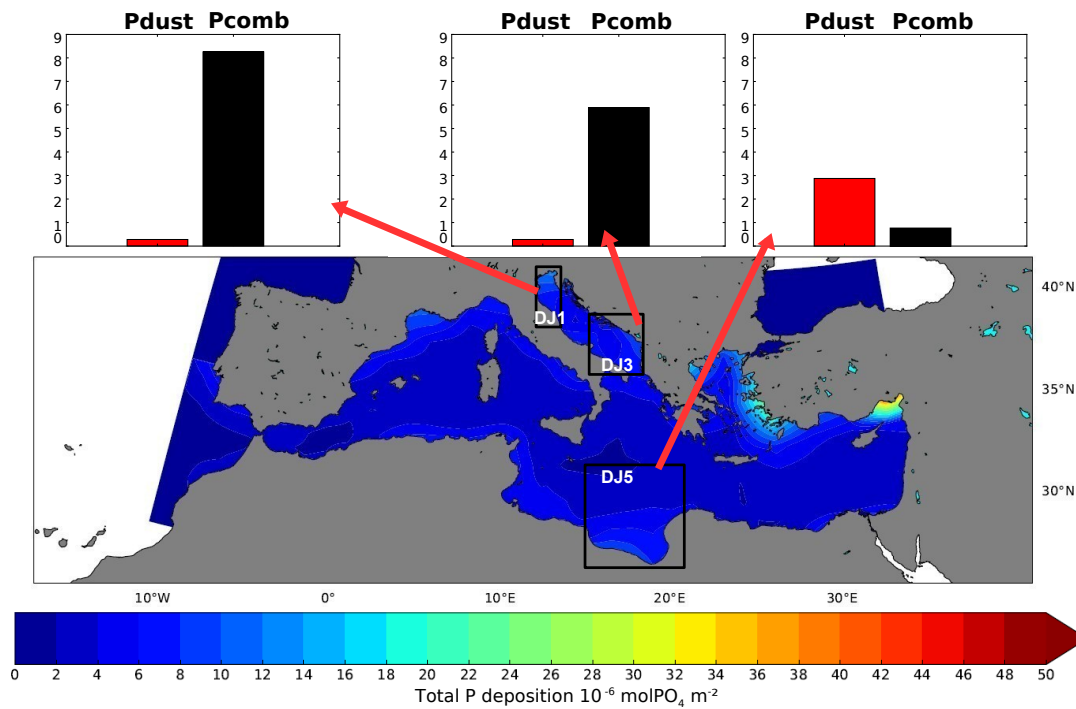 Pdust Pcomb
Pdust Pcomb
Pdust Pcomb
9
8
7
6
5
4
3
2
1
0
9
8
7
6
5
4
3
2
1
0
9
8
7
6
5
4
3
2
1
0
DJ1
DJ3
DJ5
40°N
35°N
30°N
10°W 0° 10°E 20°E 30°E
0 2 4 6 8 10 12 14 16 18 20 22 24 26 28 30 32 34 36 38 40 42 44 46 48 50
Total P deposition 10⁻⁶ molPO₄ m⁻²